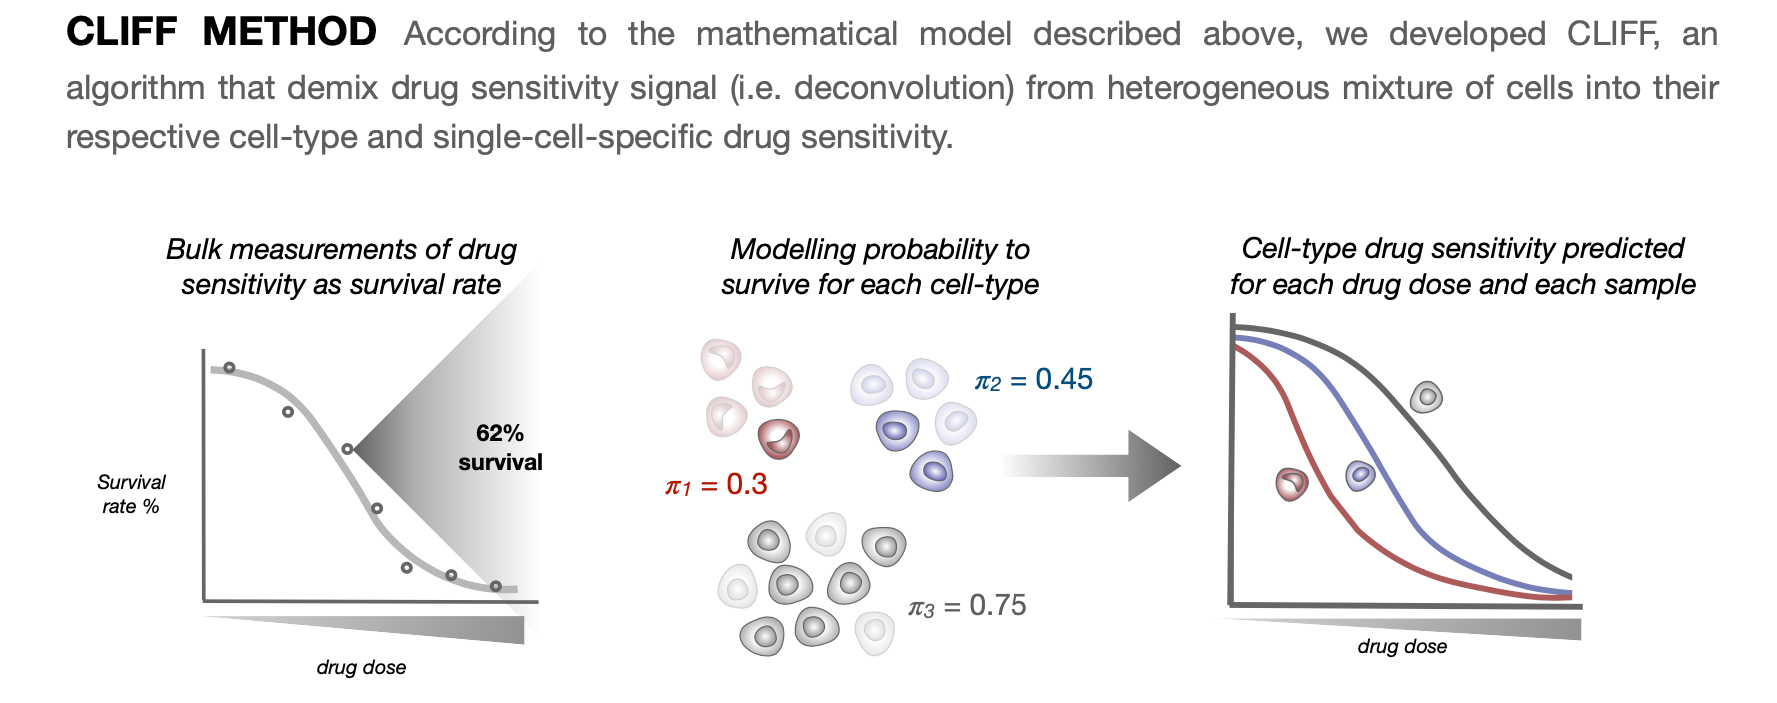 CLIFF METHOD According to the mathematical model described above, we developed CLIFF, an
algorithm that demix drug sensitivity signal (i.e. deconvolution) from heterogeneous mixture of cells into their
respective cell-type and single-cell-specific drug sensitivity.
Bulk measurements of drug
sensitivity as survival rate
62%
survival
Survival
rate %
drug dose
Modelling probability to
survive for each cell-type
π2 = 0.45
π1 = 0.3
π3 = 0.75
Cell-type drug sensitivity predicted
for each drug dose and each sample
drug dose